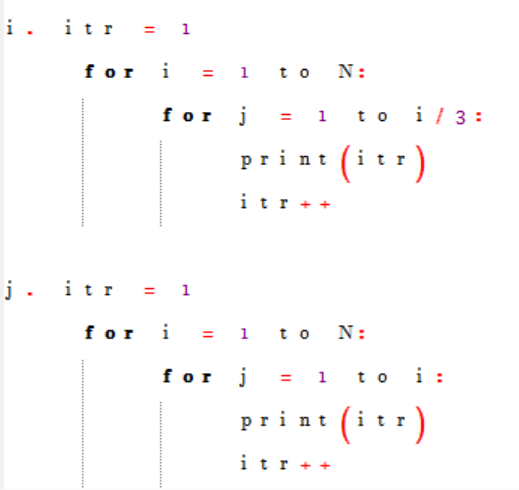 i. itr = 1
for i = 1 to N:
for j = 1 to i/3:
print(itr)
itr++
j. itr = 1
for i = 1 to N:
for j = 1 to i:
print(itr)
itr++